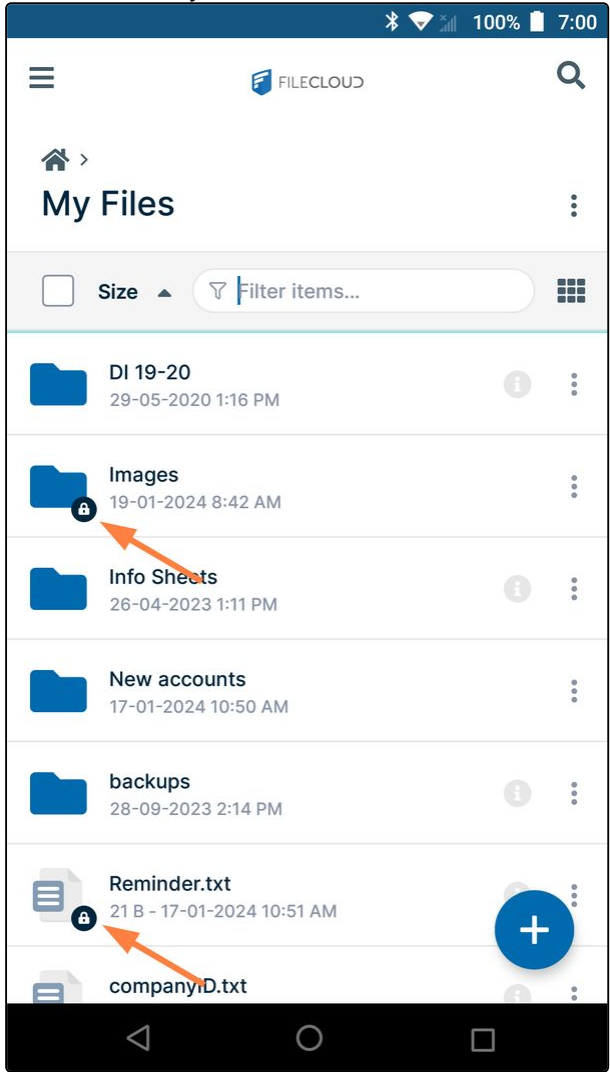 100% 7:00
FILECLOUD
My Files
Size Filter items...
DI 19-20
29-05-2020 1:16 PM
Images
19-01-2024 8:42 AM
Info Sheets
26-04-2023 1:11 PM
New accounts
17-01-2024 10:50 AM
backups
28-09-2023 2:14 PM
Reminder.txt
21 B - 17-01-2024 10:51 AM
companyID.txt